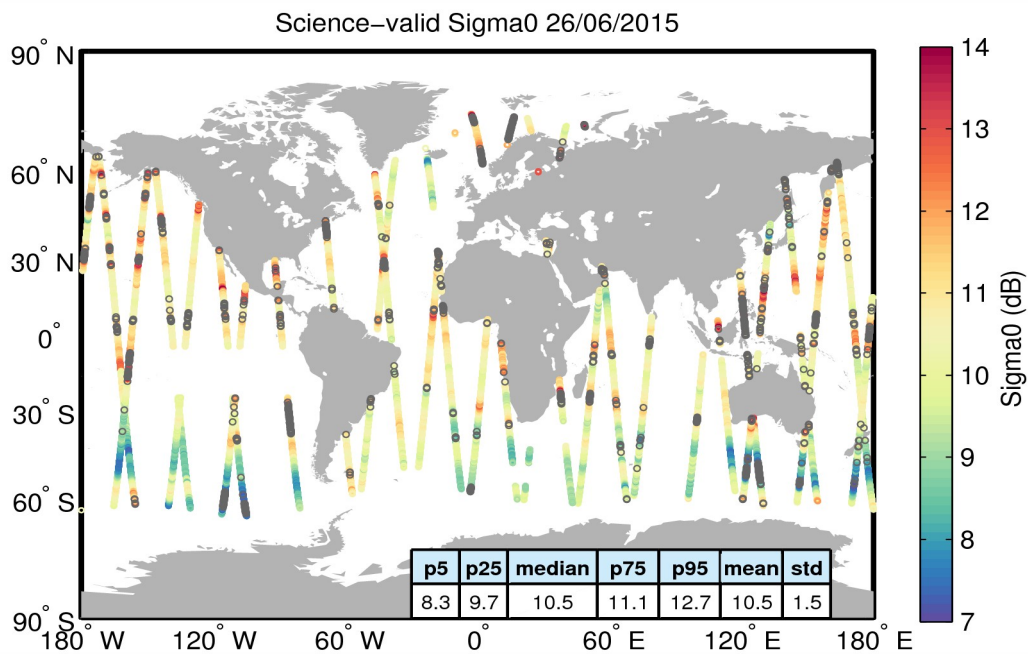 Science−valid Sigma0 26/06/2015
90° N
60° N
30° N
0°
30° S
60° S
90° S
180° W
120° W
60° W
0°
60° E
120° E
180° E
p5 p25 median p75 p95 mean std
8.3 9.7 10.5 11.1 12.7 10.5 1.5
14
13
12
11
10
9
8
7
Sigma0 (dB)